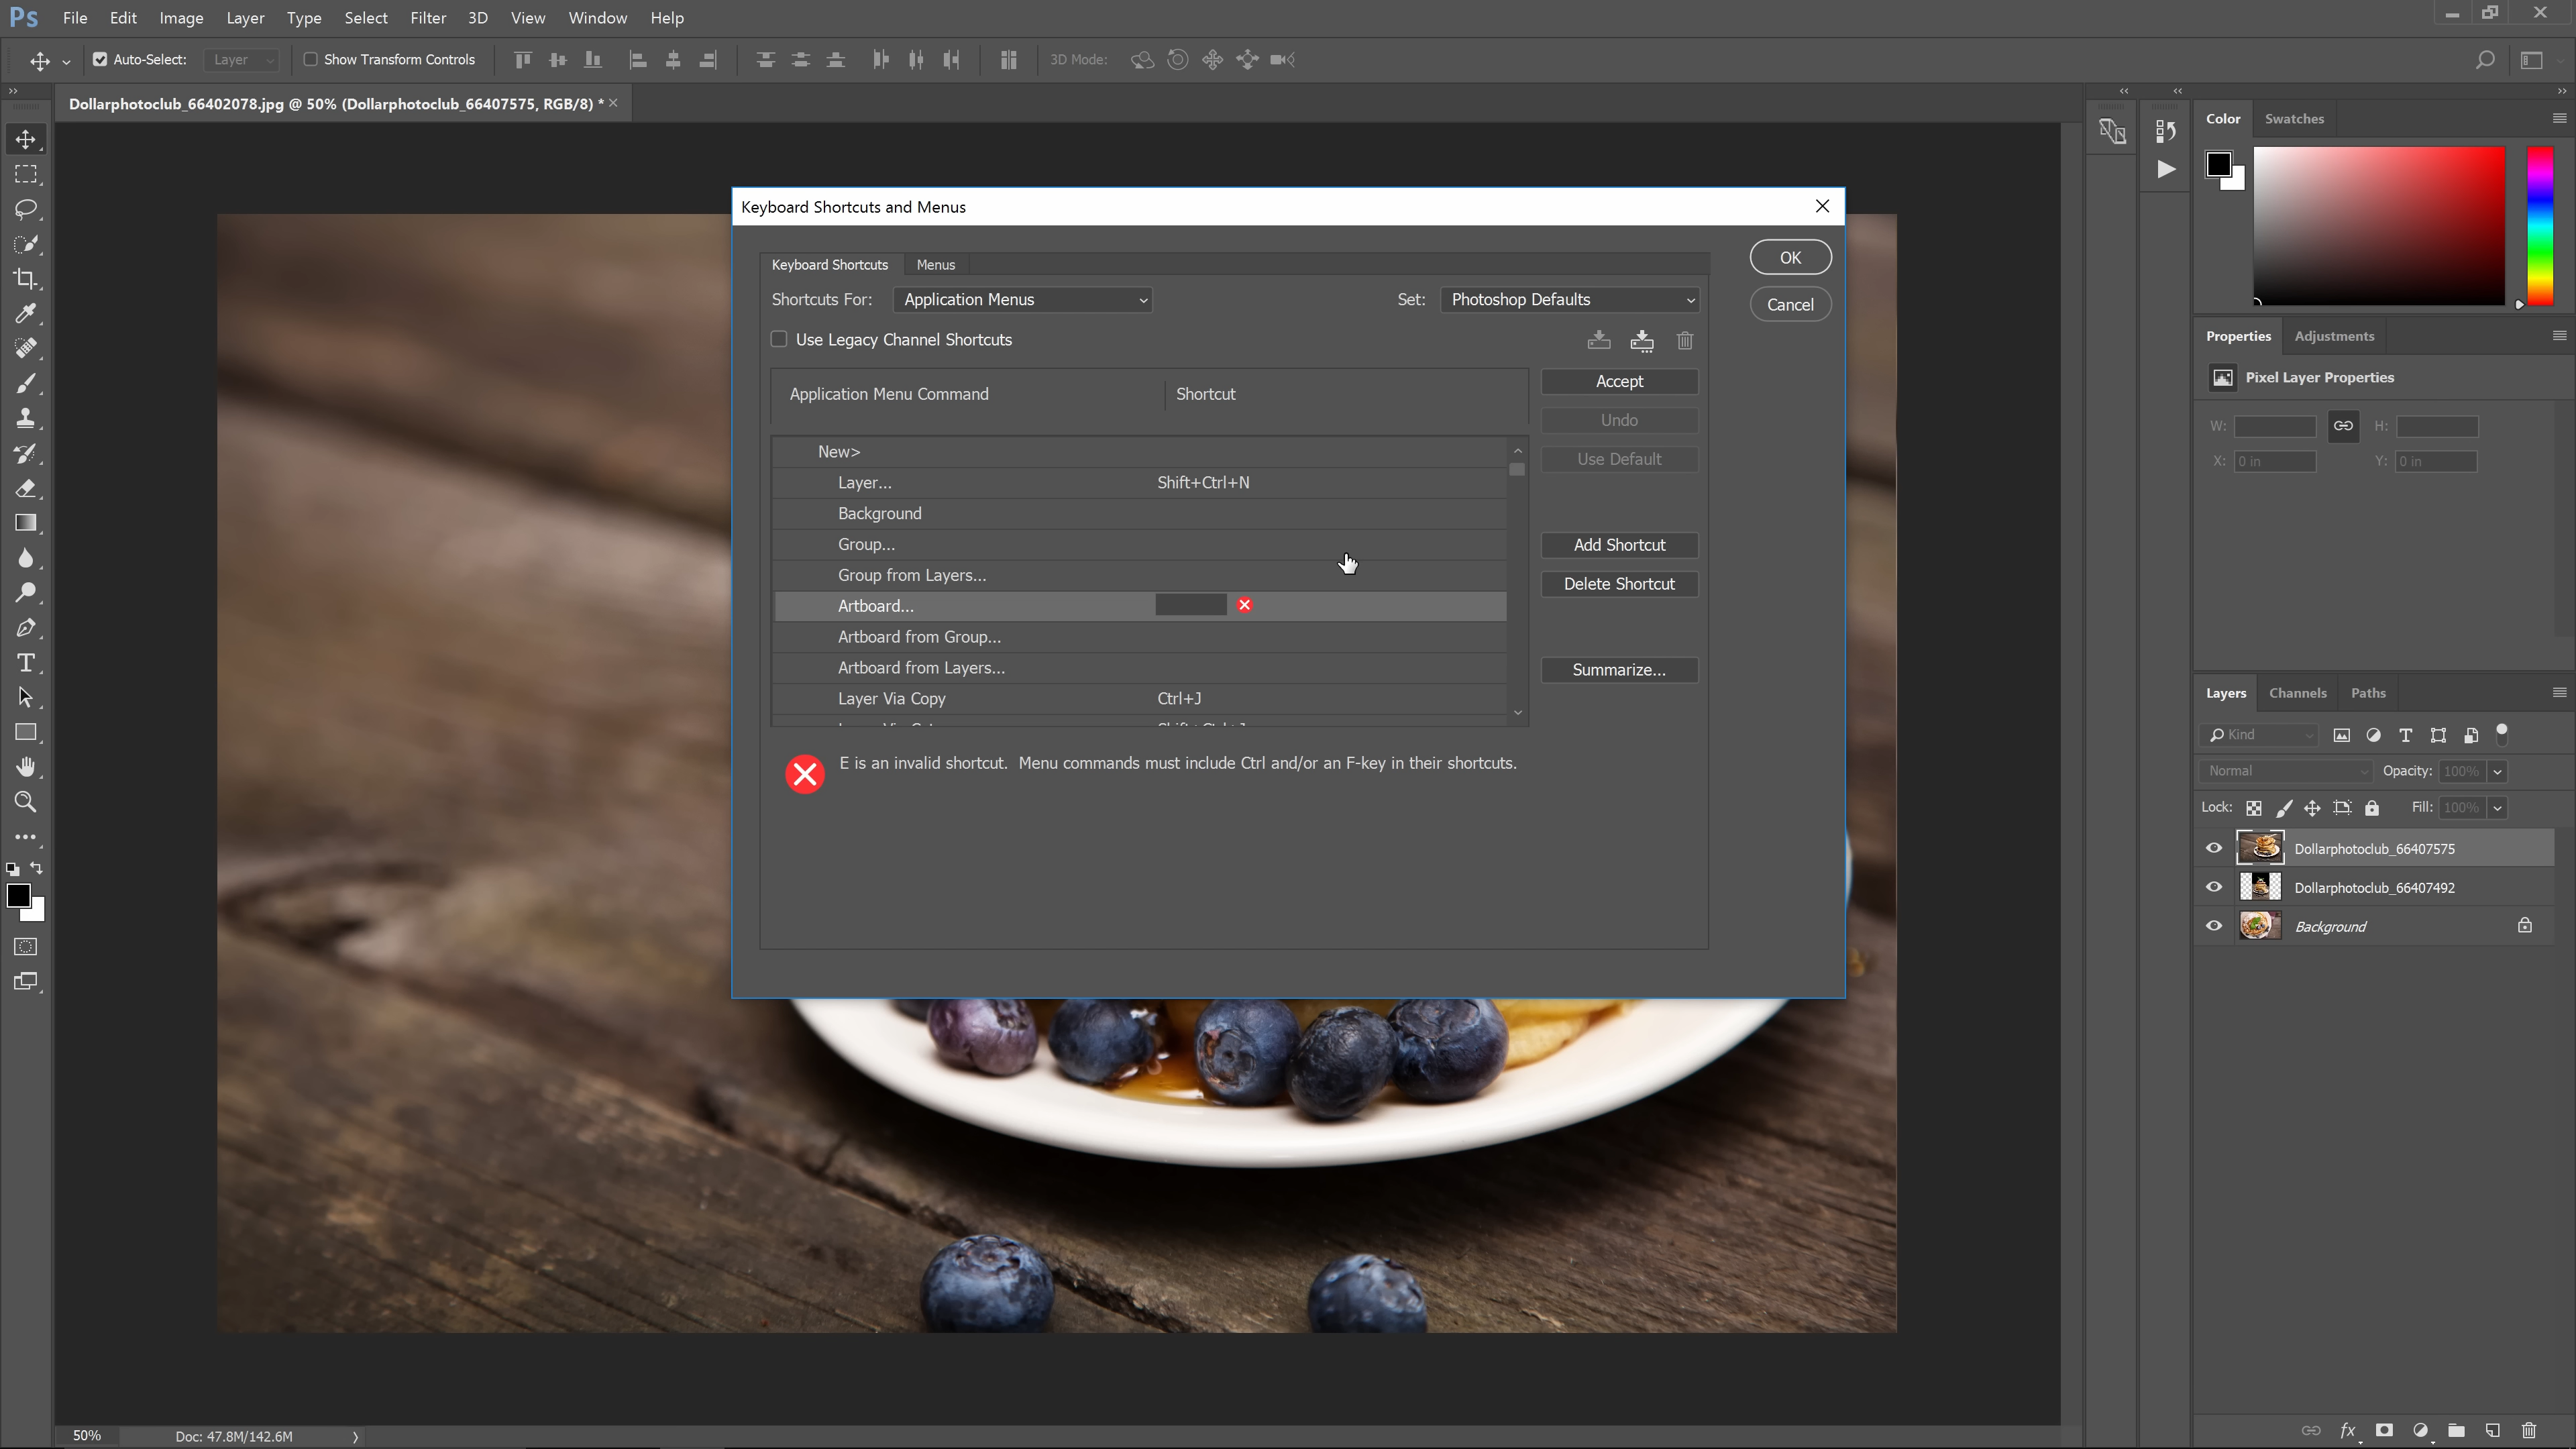 Ps File Edit Image Layer Type Select Filter 3D View Window Help
Auto-Select: Layer Show Transform Controls 3D Mode:
Dollarphotoclub_66402078.jpg @ 50% (Dollarphotoclub_66407575, RGB/8) *
Keyboard Shortcuts and Menus
Keyboard Shortcuts Menus
OK
Cancel
Shortcuts For: Application Menus Set: Photoshop Defaults
Use Legacy Channel Shortcuts
Application Menu Command Shortcut
New>
Layer... Shift+Ctrl+N
Background
Group...
Group from Layers...
Artboard...
Artboard from Group...
Artboard from Layers...
Layer Via Copy Ctrl+J
Accept
Undo
Use Default
Add Shortcut
Delete Shortcut
Summarize...
E is an invalid shortcut. Menu commands must include Ctrl and/or an F-key in their shortcuts.
Color Swatches
Properties Adjustments
Pixel Layer Properties
W: H:
X: 0 in Y: 0 in
Layers Channels Paths
Kind
Normal Opacity: 100%
Lock: Fill: 100%
Dollarphotoclub_66407575
Dollarphotoclub_66407492
Background
fx
50% Doc: 47.8M/142.6M